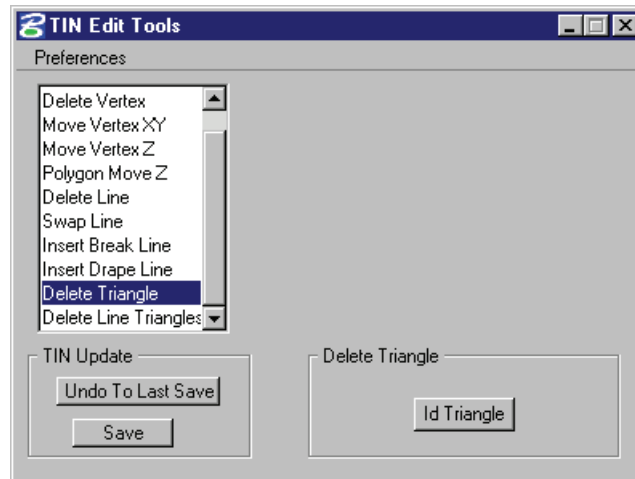 TIN Edit Tools
Preferences
Delete Vertex
Move Vertex XY
Move Vertex Z
Polygon Move Z
Delete Line
Swap Line
Insert Break Line
Insert Drape Line
Delete Triangle
Delete Line Triangles
TIN Update
Undo To Last Save
Save
Delete Triangle
Id Triangle